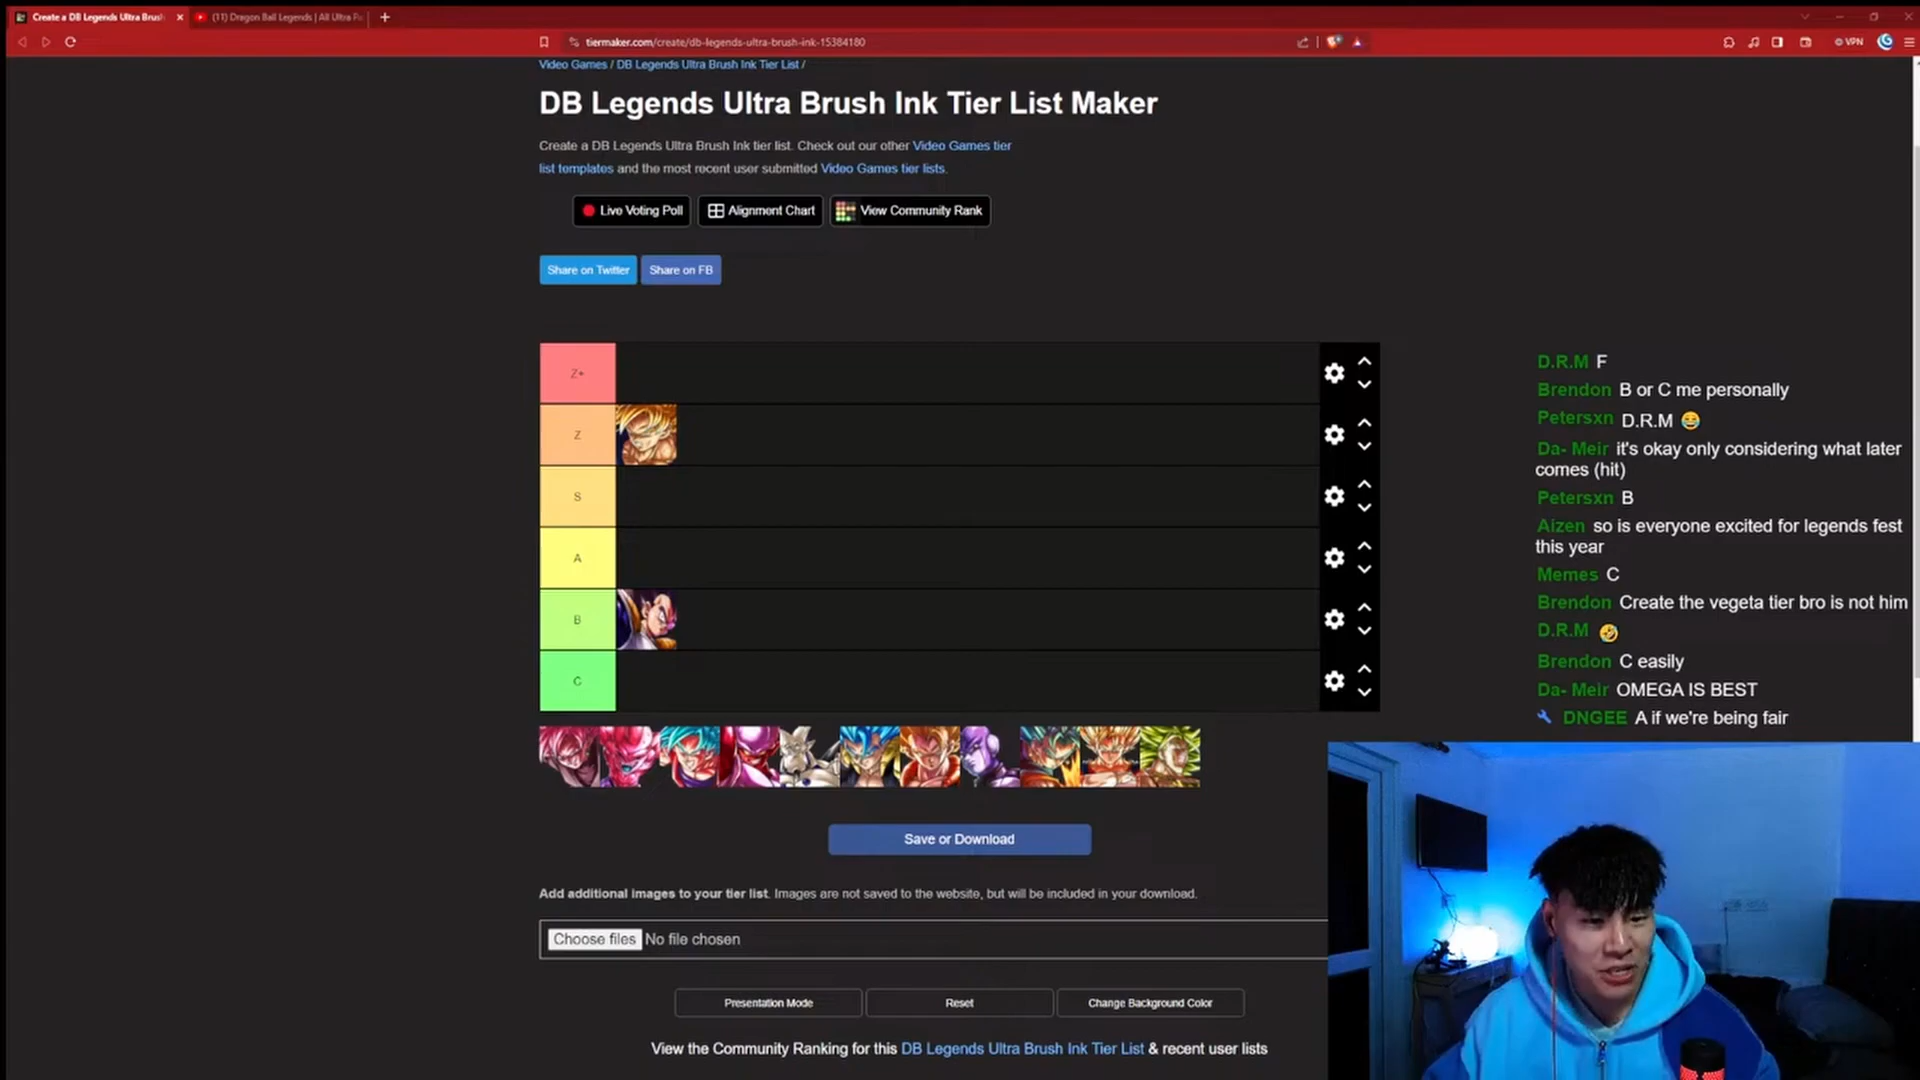 Create a DB Legends Ultra Brush
(11) Dragon Ball Legends | All Ultra
tiermaker.com/create/db-legends-ultra-brush-ink-15384180
VPN
Video Games / DB Legends Ultra Brush Ink Tier List /
DB Legends Ultra Brush Ink Tier List Maker
Create a DB Legends Ultra Brush Ink tier list. Check out our other Video Games tier
list templates and the most recent user submitted Video Games tier lists.
Live Voting Poll
Alignment Chart
View Community Rank
Share on Twitter
Share on FB
Z+
Z
S
A
B
C
D.R.M F
Brendon B or C me personally
Petersxn D.R.M 😂
Da- Meir it's okay only considering what later
comes (hit)
Petersxn B
Aizen so is everyone excited for legends fest
this year
Memes C
Brendon Create the vegeta tier bro is not him
D.R.M 🤣
Brendon C easily
Da- Meir OMEGA IS BEST
DNGEE A if we're being fair
Save or Download
Add additional images to your tier list. Images are not saved to the website, but will be included in your download.
Choose files No file chosen
Presentation Mode
Reset
Change Background Color
View the Community Ranking for this DB Legends Ultra Brush Ink Tier List & recent user lists